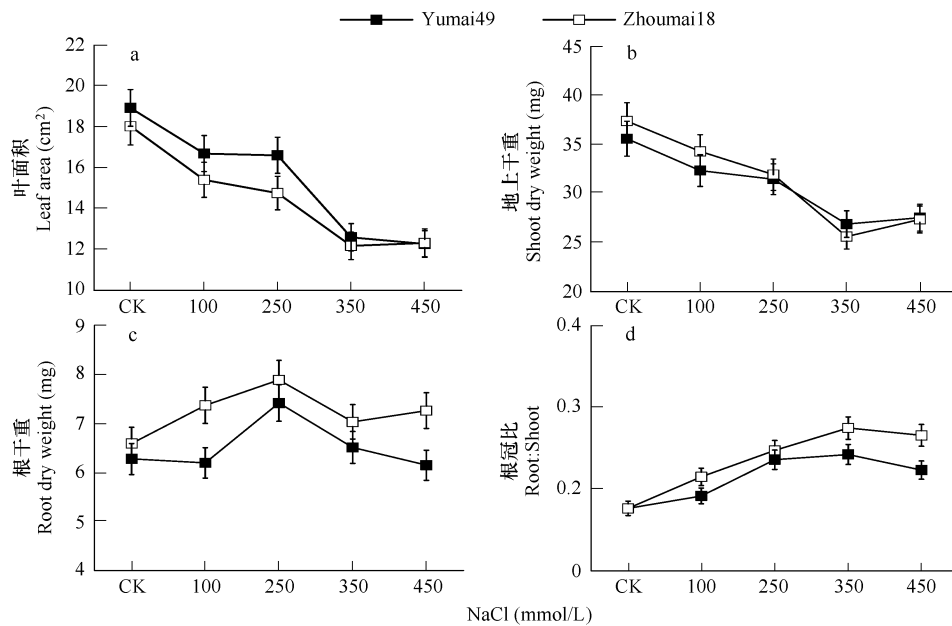 Yumai49 Zhoumai18
a
22
20
18
16
14
12
10
叶面积
Leaf area (cm2)
CK 100 250 350 450
b
45
40
35
30
25
20
地上干重
Shoot dry weight (mg)
CK 100 250 350 450
c
9
8
7
6
5
4
根干重
Root dry weight (mg)
CK 100 250 350 450
d
0.4
0.3
0.2
0
根冠比
Root:Shoot
CK 100 250 350 450
NaCl (mmol/L)